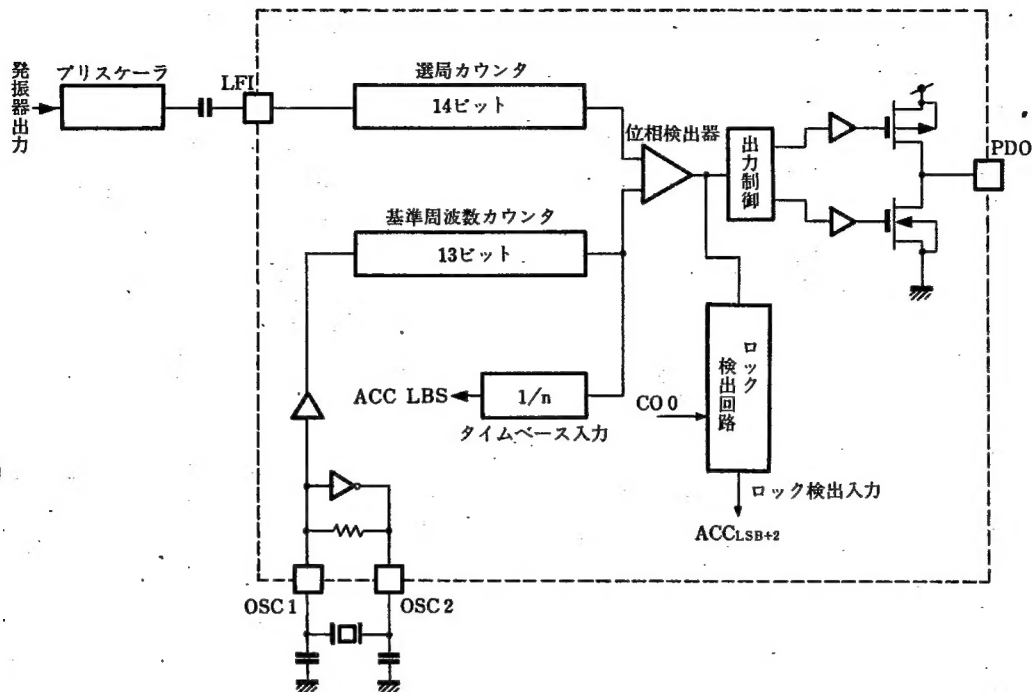 発振器出力
プリスケーラ
LFI
選局カウンタ
14ビット
位相検出器
出力制御
PDO
基準周波数カウンタ
13ビット
ACC LBS
1/n
タイムベース入力
CO 0
ロック
検出回路
ロック検出入力
ACCLSB+2
OSC 1
OSC 2